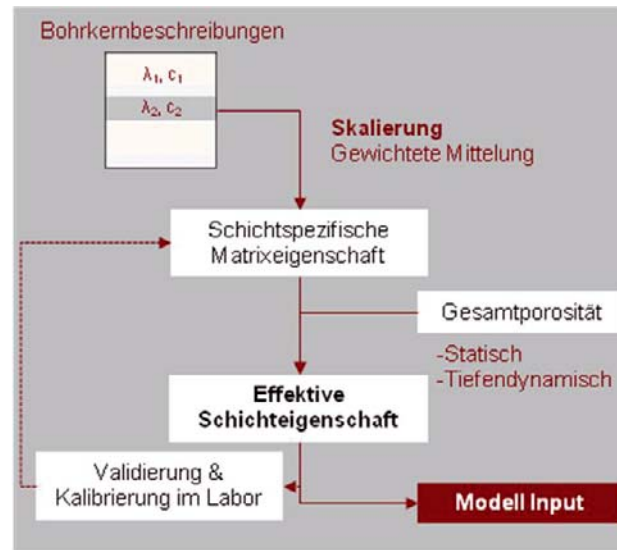 Bohrkernbeschreibungen
λ₁, c₁
λ₂, c₂
Skalierung
Gewichtete Mittelung
Schichtspezifische
Matrixeigenschaft
Gesamtporosität
-Statisch
-Tiefendynamisch
Effektive
Schichteigenschaft
Validierung &
Kalibrierung im Labor
Modell Input